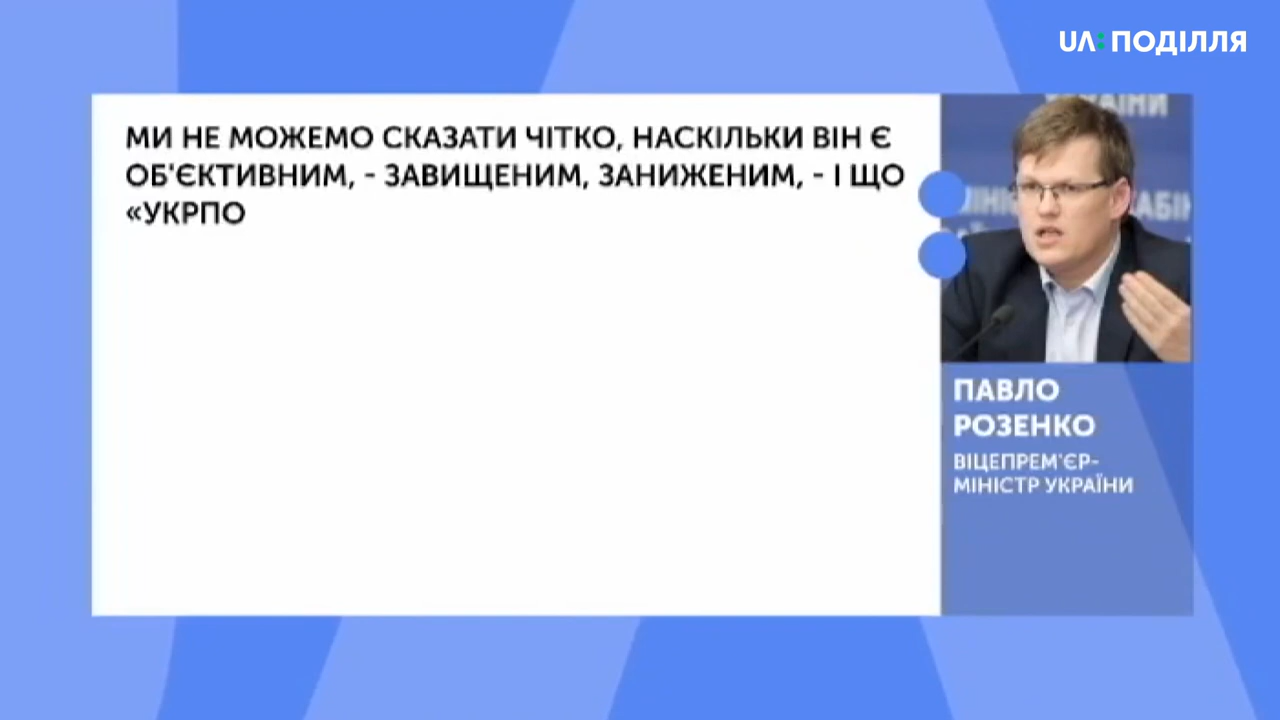 UA: ПОДІЛЛЯ
МИ НЕ МОЖЕМО СКАЗАТИ ЧІТКО, НАСКІЛЬКИ ВІН Є
ОБ'ЄКТИВНИМ, - ЗАВИЩЕНИМ, ЗАНИЖЕНИМ, - І ЩО
«УКРПО
ПАВЛО
РОЗЕНКО
ВІЦЕПРЕМ'ЄР-
МІНІСТР УКРАЇНИ